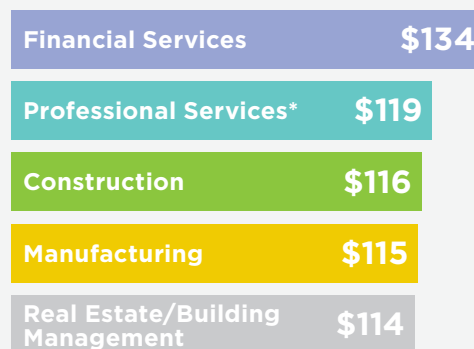 Financial Services $134
Professional Services* $119
Construction $116
Manufacturing $115
Real Estate/Building
Management $114